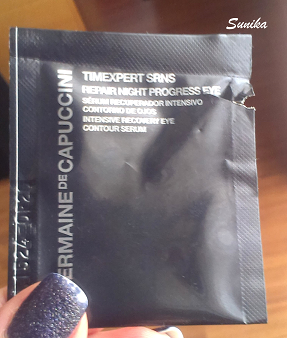 Sunika
TIMEXPERT SRNS
REPAIR NIGHT PROGRESS EYE
SÉRUM RECUPERADOR INTENSIVO
CONTORNO DE OJOS
INTENSIVE RECOVERY EYE
CONTOUR SERUM
ERMAINE DE CAPUCCINI